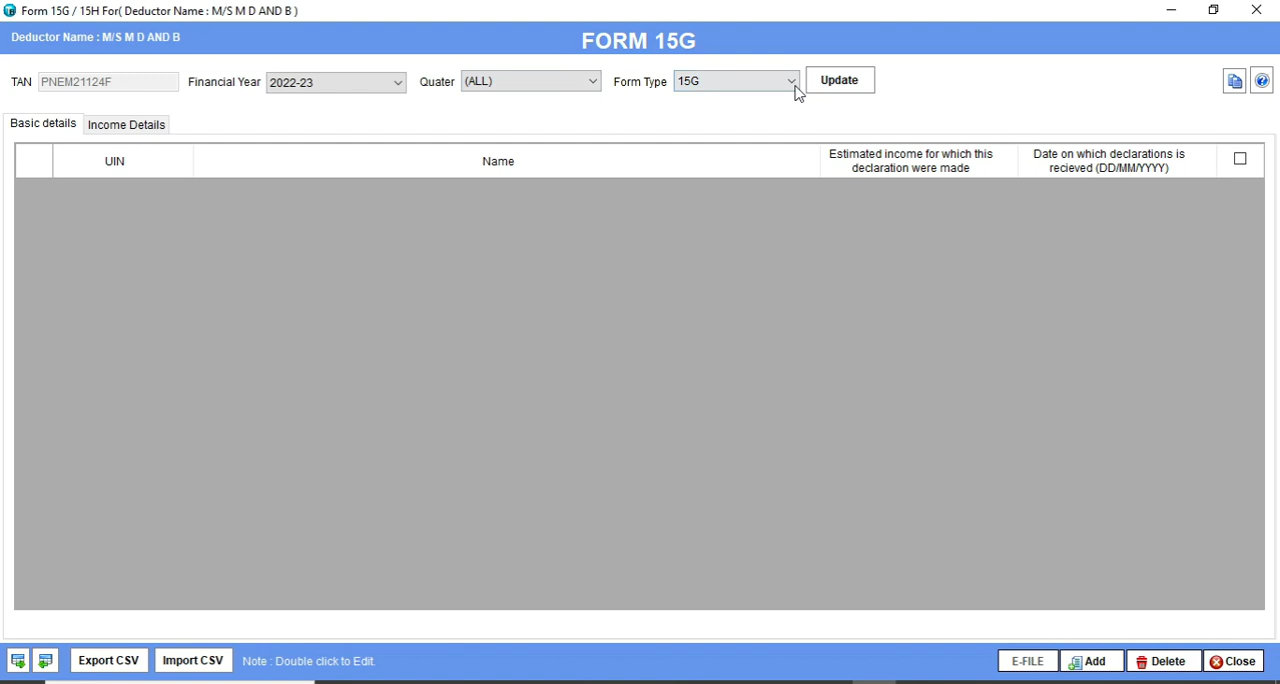 Form 15G / 15H For( Deductor Name : M/S M D AND B )
Deductor Name : M/S M D AND B
FORM 15G
TAN PNEM21124F Financial Year 2022-23 Quater (ALL) Form Type 15G Update
Basic details Income Details
UIN Name Estimated income for which this declaration were made Date on which declarations is recieved (DD/MM/YYYY)
Export CSV Import CSV Note : Double click to Edit. E-FILE Add Delete Close